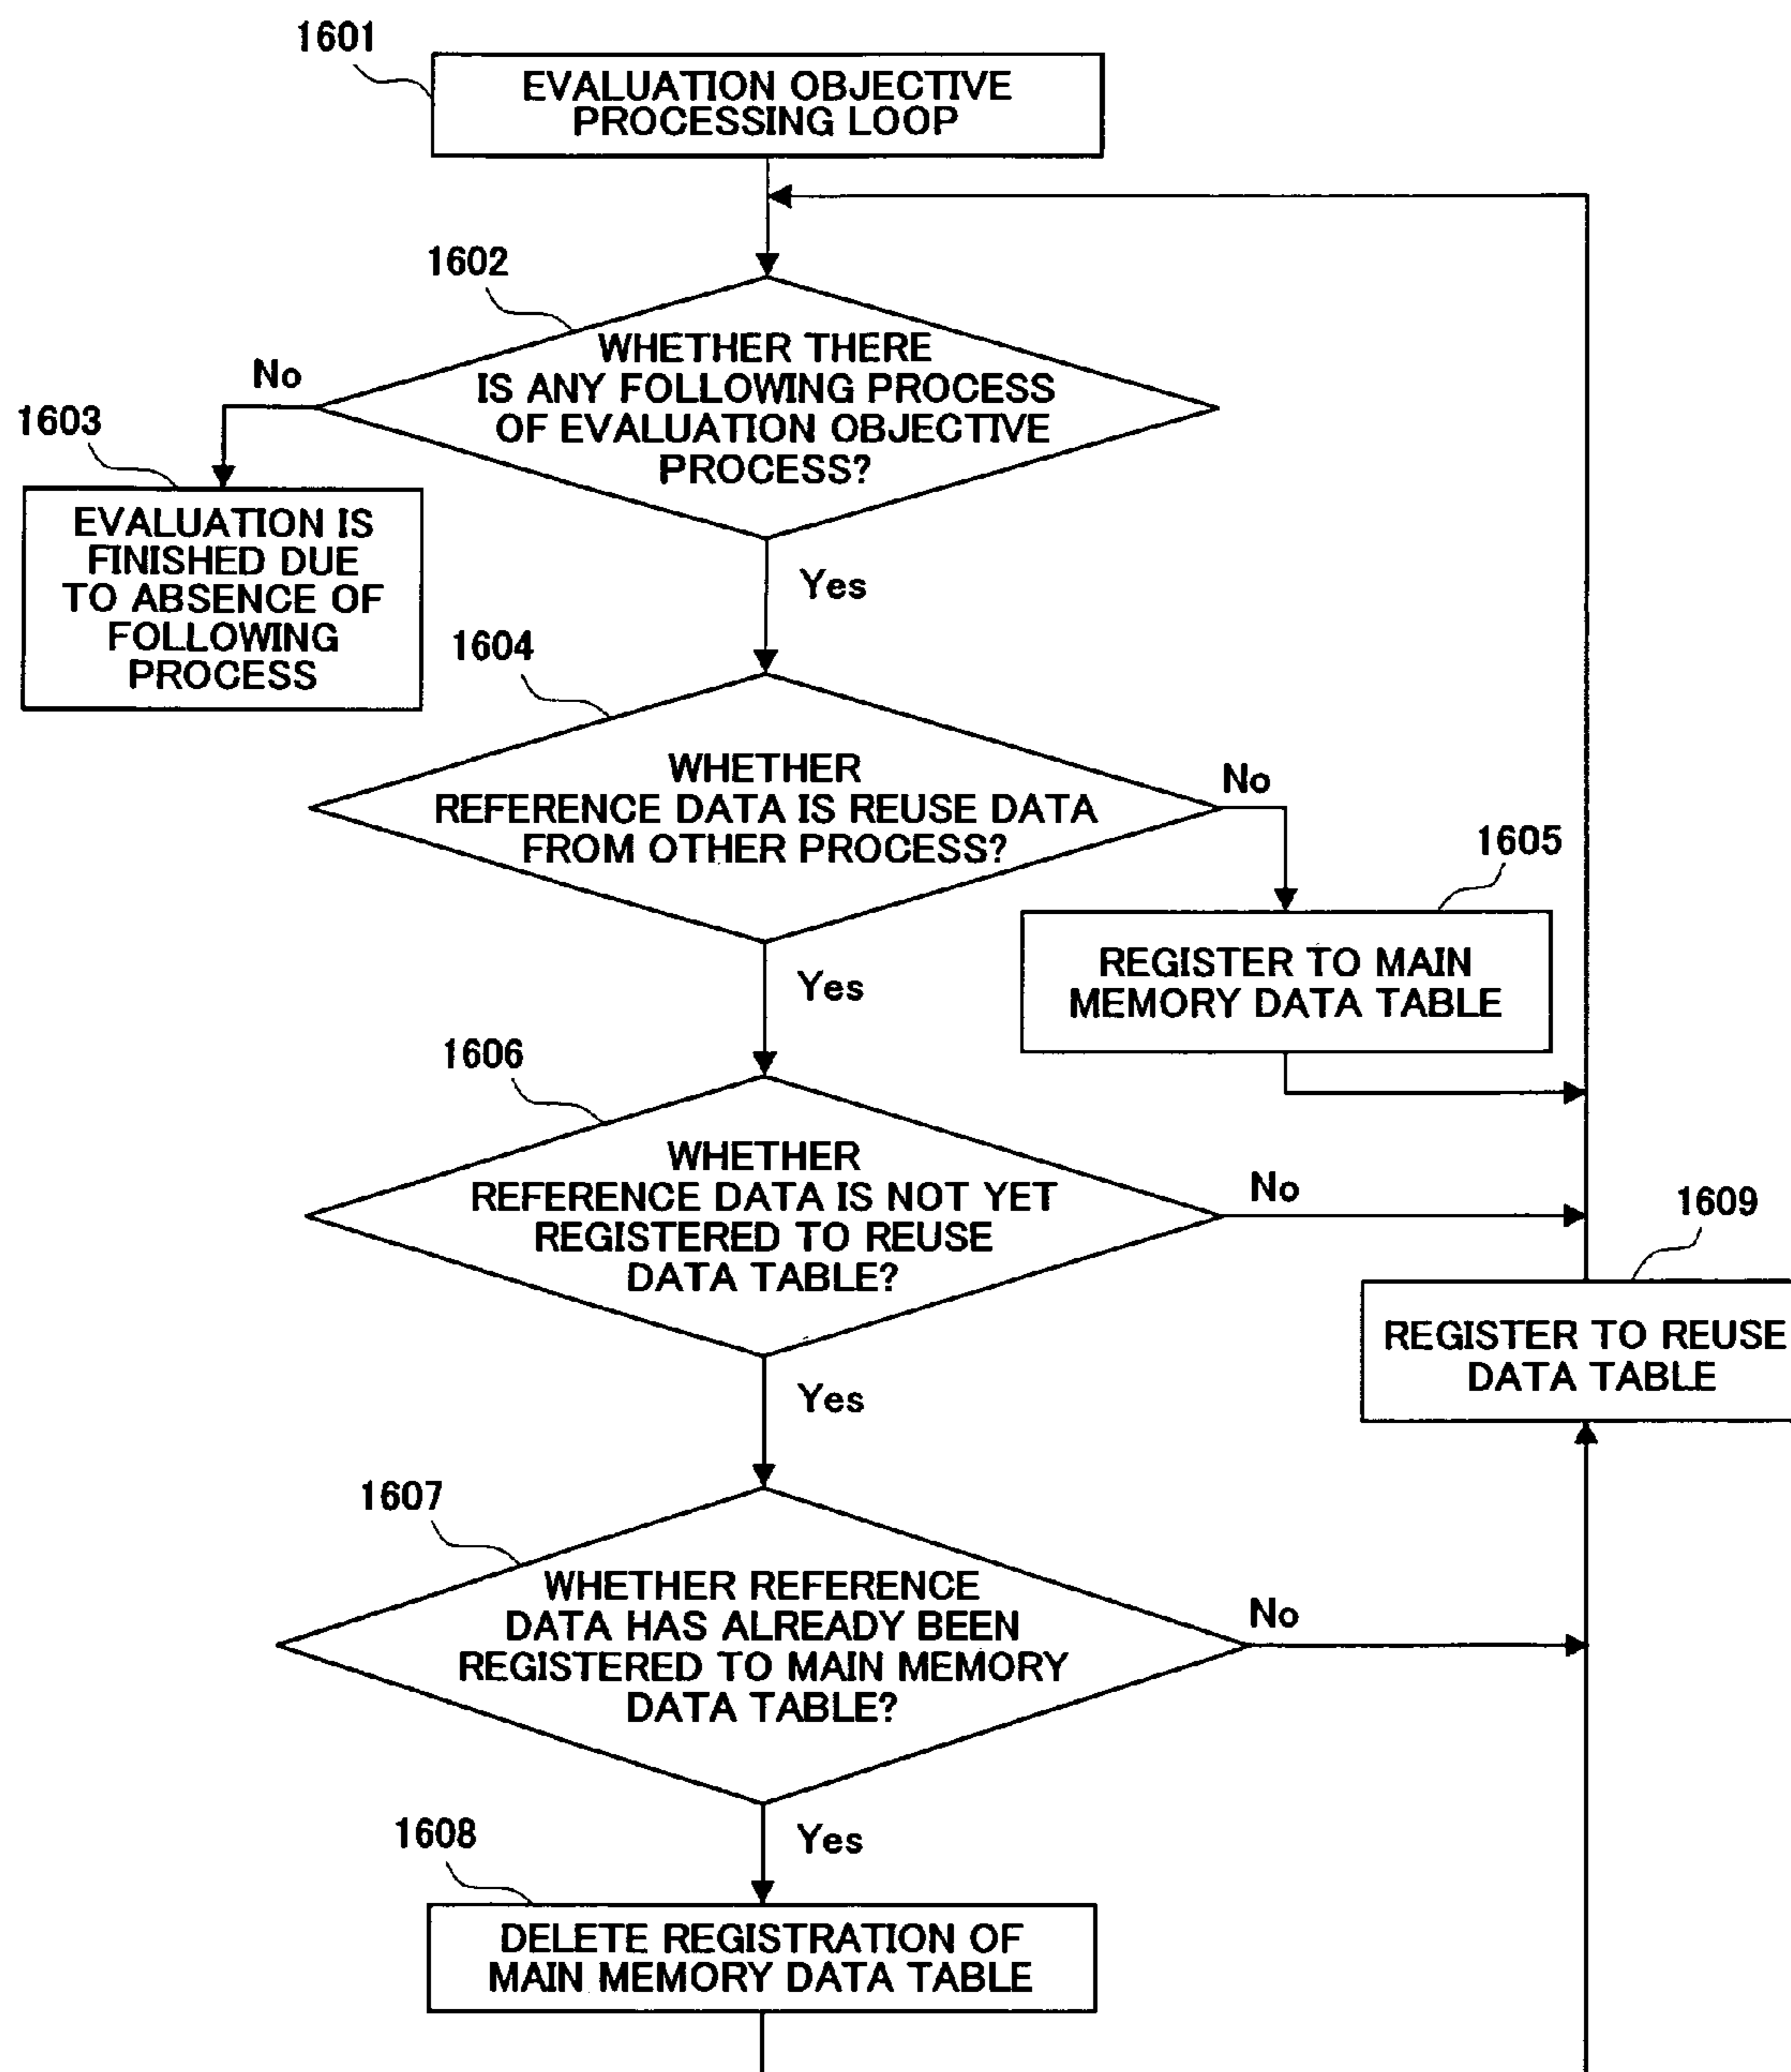 1601
EVALUATION OBJECTIVE
PROCESSING LOOP
1602
WHETHER THERE
IS ANY FOLLOWING PROCESS
OF EVALUATION OBJECTIVE
PROCESS?
No
1603
EVALUATION IS
FINISHED DUE
TO ABSENCE OF
FOLLOWING
PROCESS
Yes
1604
WHETHER
REFERENCE DATA IS REUSE DATA
FROM OTHER PROCESS?
No
1605
REGISTER TO MAIN
MEMORY DATA TABLE
Yes
1606
WHETHER
REFERENCE DATA IS NOT YET
REGISTERED TO REUSE
DATA TABLE?
No
1609
REGISTER TO REUSE
DATA TABLE
Yes
1607
WHETHER REFERENCE
DATA HAS ALREADY BEEN
REGISTERED TO MAIN MEMORY
DATA TABLE?
No
Yes
1608
DELETE REGISTRATION OF
MAIN MEMORY DATA TABLE